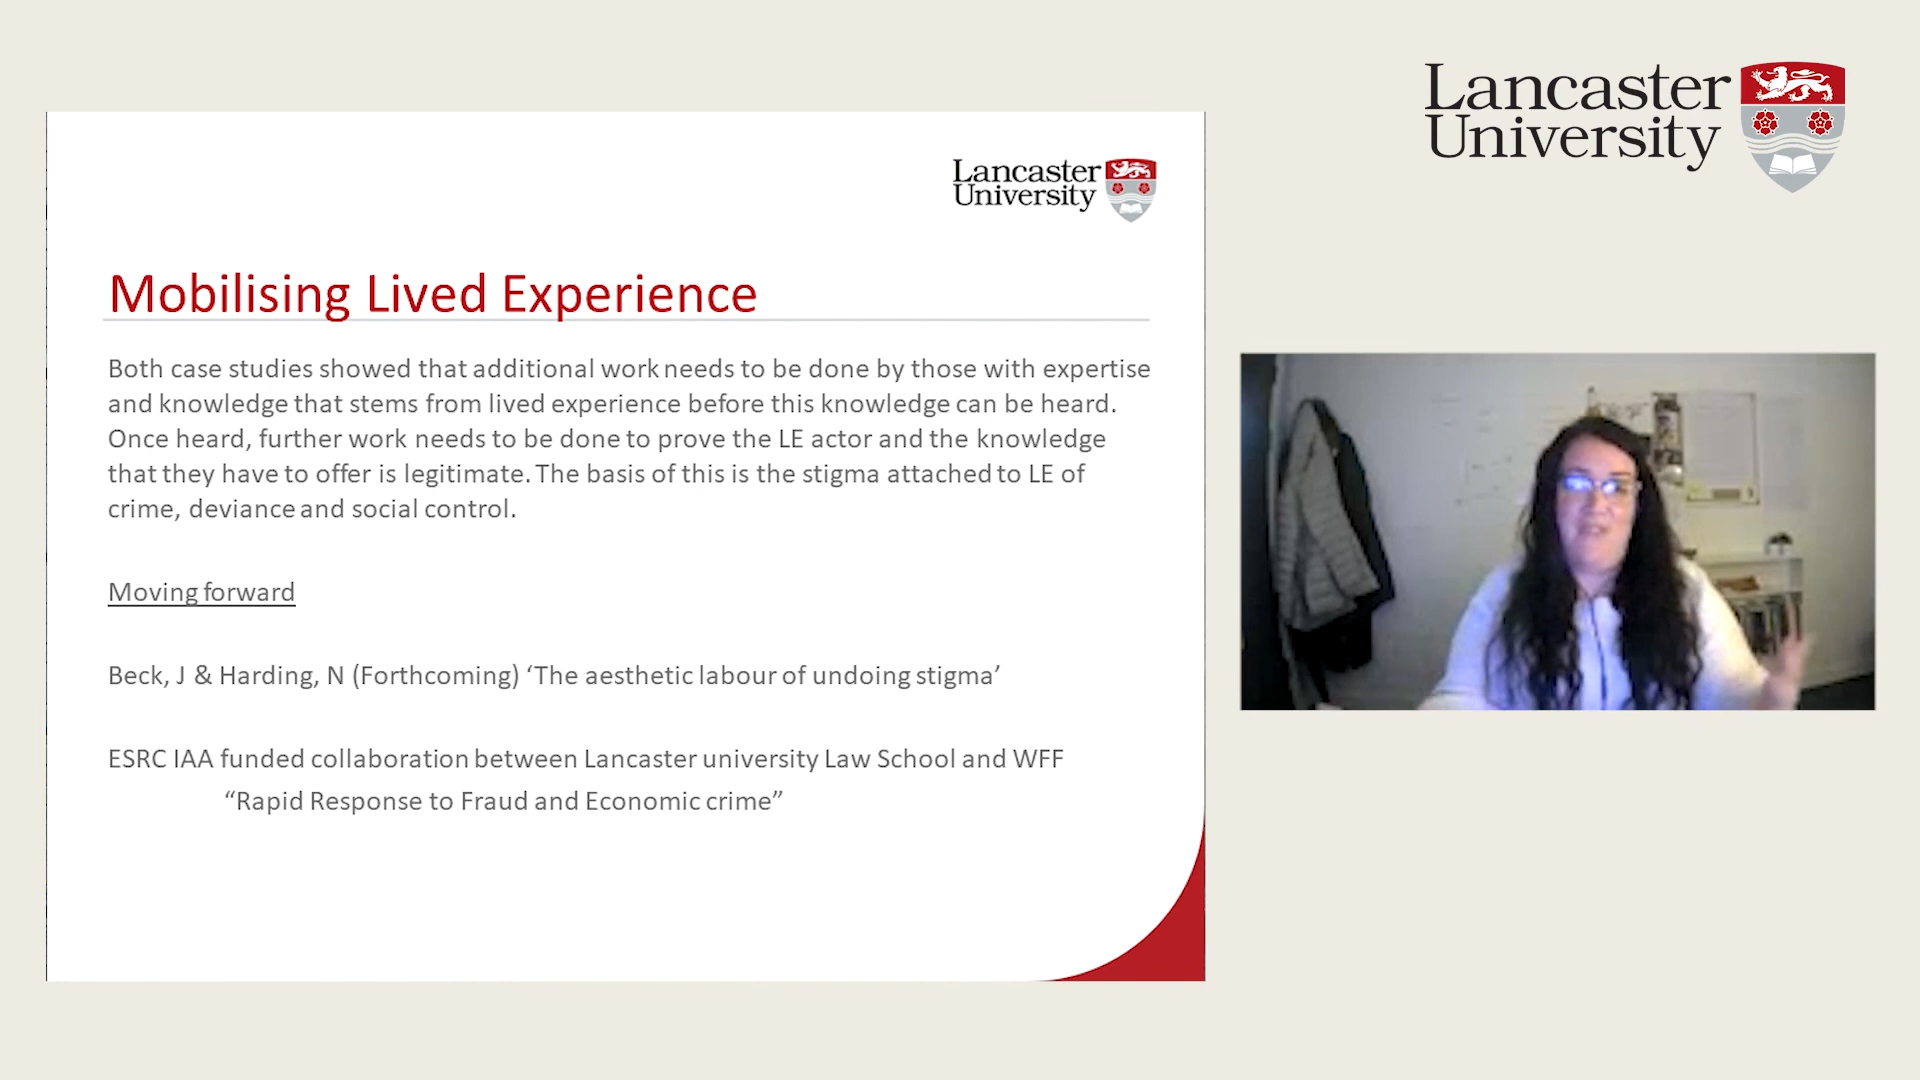 Lancaster
University
Lancaster
University
Mobilising Lived Experience
Both case studies showed that additional work needs to be done by those with expertise
and knowledge that stems from lived experience before this knowledge can be heard.
Once heard, further work needs to be done to prove the LE actor and the knowledge
that they have to offer is legitimate. The basis of this is the stigma attached to LE of
crime, deviance and social control.
Moving forward
Beck, J & Harding, N (Forthcoming) ‘The aesthetic labour of undoing stigma’
ESRC IAA funded collaboration between Lancaster university Law School and WFF
“Rapid Response to Fraud and Economic crime”